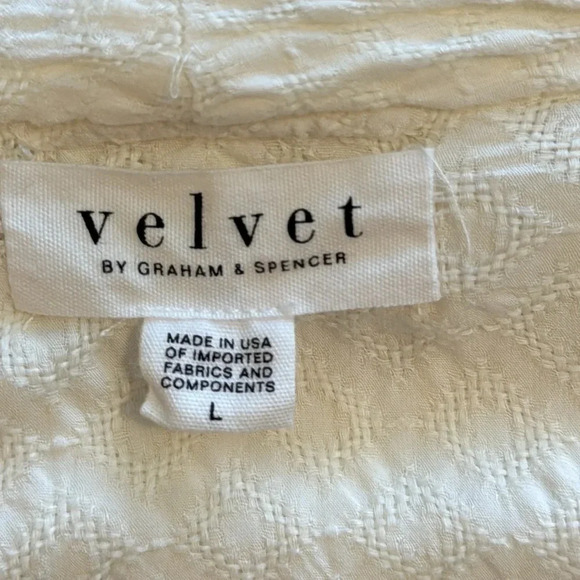 velvet
BY GRAHAM & SPENCER
MADE IN USA
OF IMPORTED
FABRICS AND
COMPONENTS
L